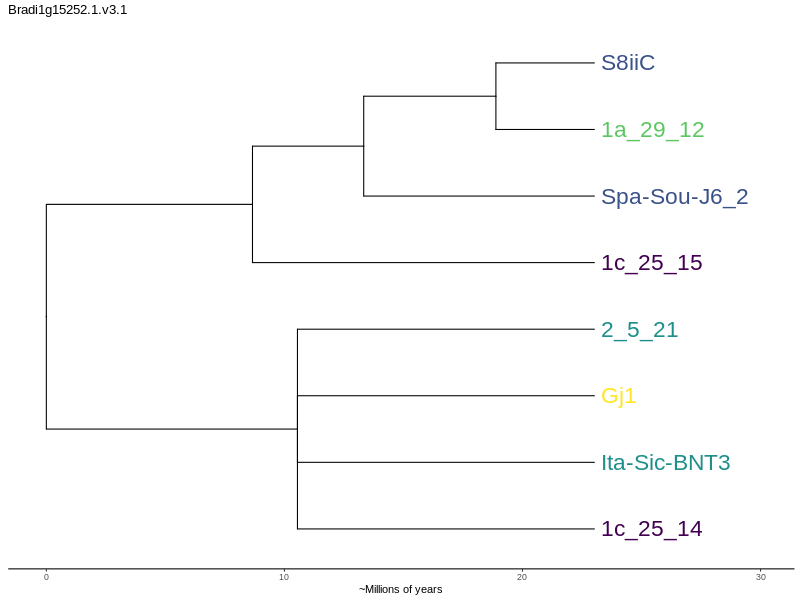 Bradi1g15252.1.v3.1
S8iiC
1a_29_12
Spa-Sou-J6_2
1c_25_15
2_5_21
Gj1
Ita-Sic-BNT3
1c_25_14
0 10 20 30
~Millions of years